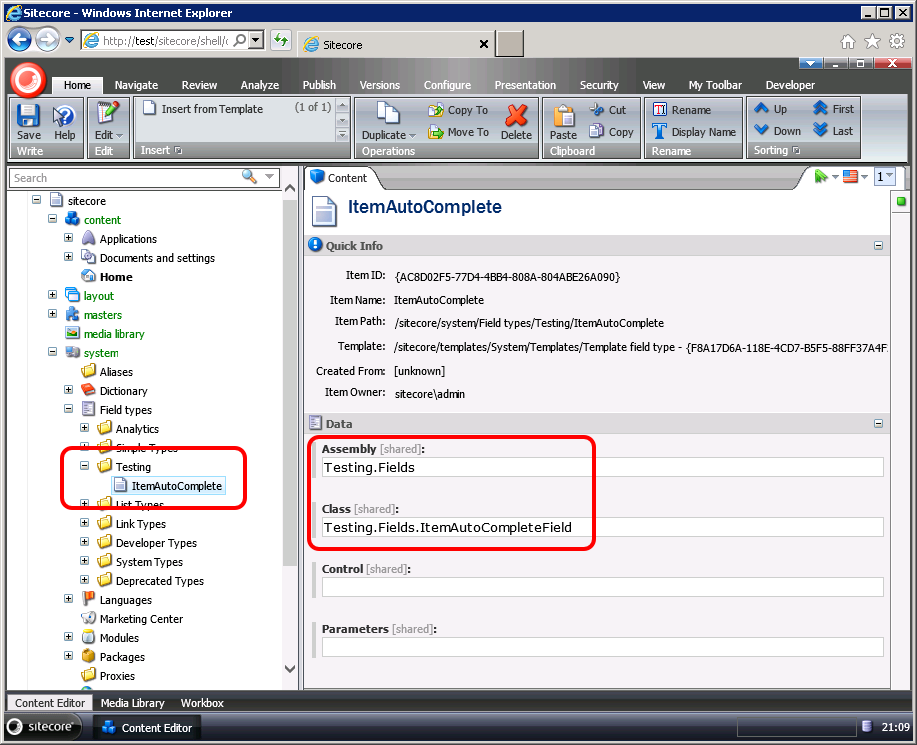 Sitecore - Windows Internet Explorer
http://test/sitecore/shell/
Sitecore
Home Navigate Review Analyze Publish Versions Configure Presentation Security View My Toolbar Developer
Save Help
Write
Edit
Edit
Insert from Template (1 of 1)
Insert
Duplicate Copy To Move To Delete
Operations
Paste Cut Copy
Clipboard
Rename Display Name
Rename
Up Down First Last
Sorting
Search
sitecore
content
Applications
Documents and settings
Home
layout
masters
media library
system
Aliases
Dictionary
Field types
Analytics
Simple Types
Testing
ItemAutoComplete
List Types
Link Types
Developer Types
System Types
Deprecated Types
Languages
Marketing Center
Modules
Packages
Proxies
Content
1
ItemAutoComplete
Quick Info
Item ID: {AC8D02F5-77D4-4BB4-808A-804ABE26A090}
Item Name: ItemAutoComplete
Item Path: /sitecore/system/Field types/Testing/ItemAutoComplete
Template: /sitecore/templates/System/Templates/Template field type - {F8A17D6A-118E-4CD7-B5F5-88FF37A4F
Created From: [unknown]
Item Owner: sitecore\admin
Data
Assembly [shared]:
Testing.Fields
Class [shared]:
Testing.Fields.ItemAutoCompleteField
Control [shared]:
Parameters [shared]:
Content Editor Media Library Workbox
sitecore Content Editor 21:09